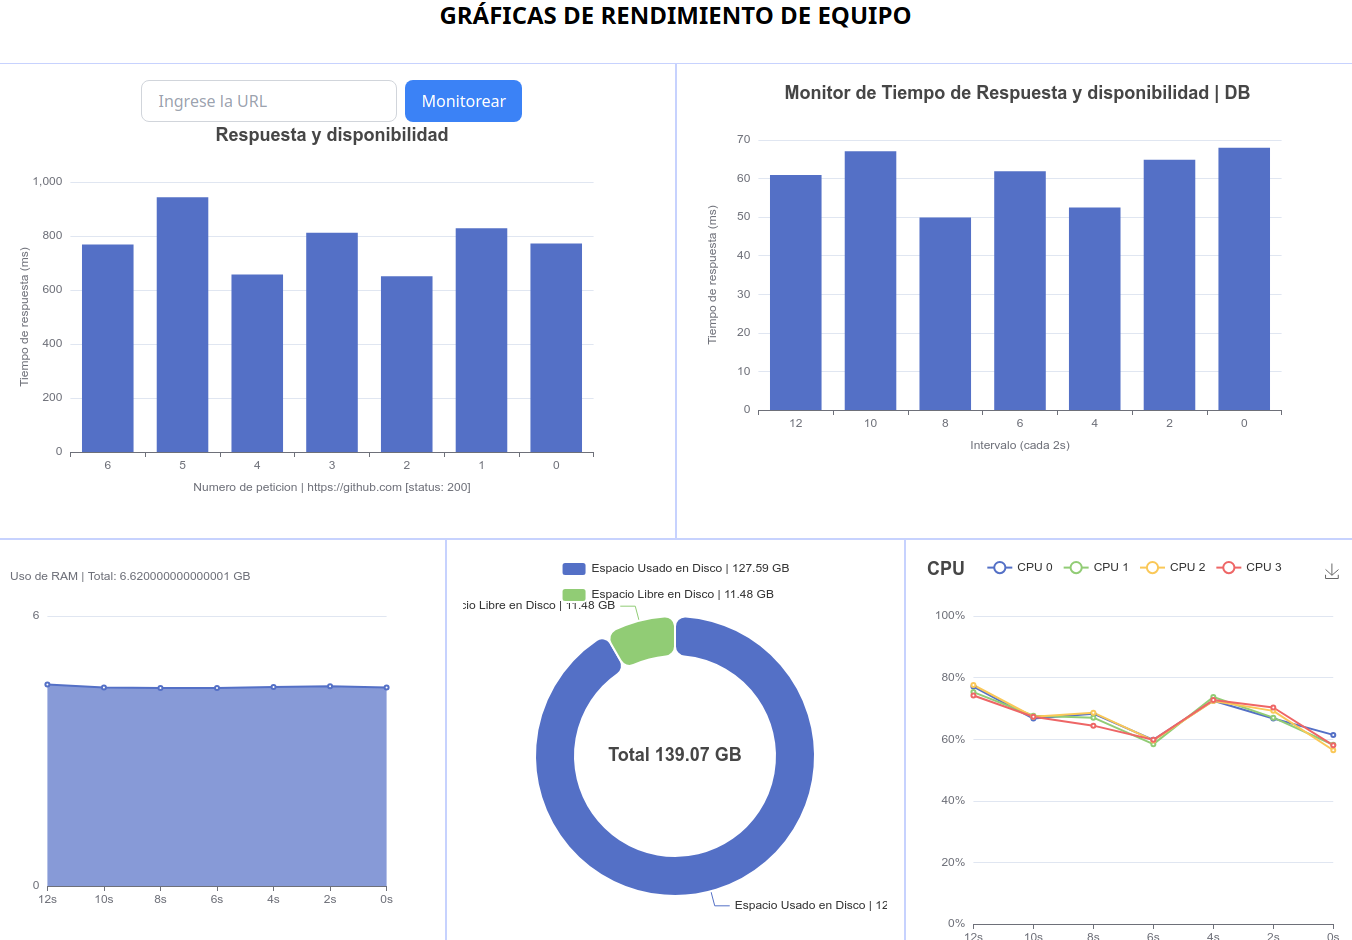 GRÁFICAS DE RENDIMIENTO DE EQUIPO
Ingrese la URL
Monitorear
Respuesta y disponibilidad
Tiempo de respuesta (ms)
1,000
800
600
400
200
0
6 5 4 3 2 1 0
Numero de peticion | https://github.com [status: 200]
Monitor de Tiempo de Respuesta y disponibilidad | DB
Tiempo de respuesta (ms)
70
60
50
40
30
20
10
0
12 10 8 6 4 2 0
Intervalo (cada 2s)
Uso de RAM | Total: 6.620000000000001 GB
6
0
12s 10s 8s 6s 4s 2s 0s
Espacio Usado en Disco | 127.59 GB
Espacio Libre en Disco | 11.48 GB
cio Libre en Disco | 11.48 GB
Total 139.07 GB
Espacio Usado en Disco | 12
CPU
CPU 0 CPU 1 CPU 2 CPU 3
100%
80%
60%
40%
20%
0%
12s 10s 8s 6s 4s 2s 0s